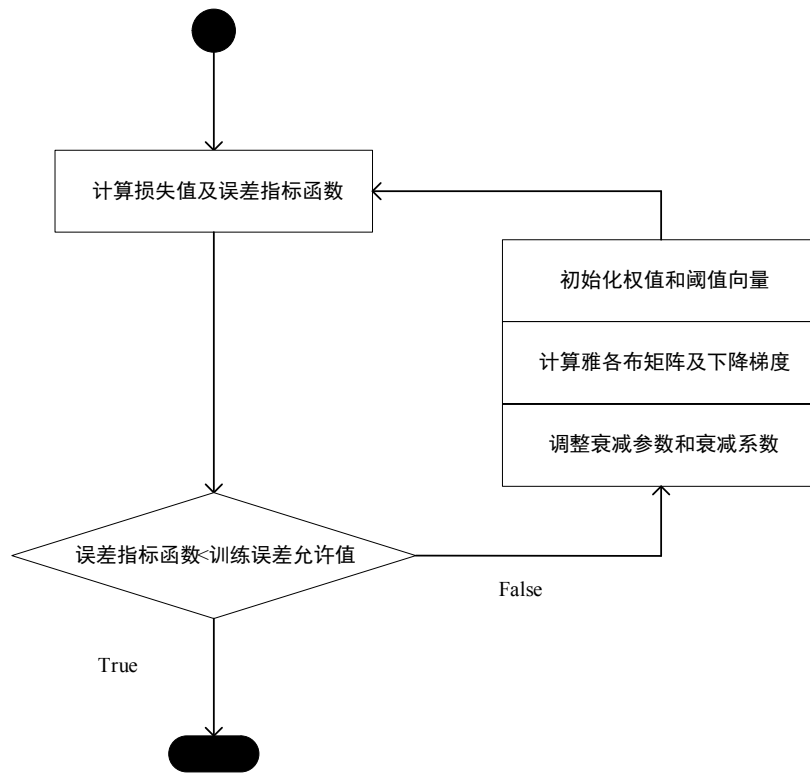 计算损失值及误差指标函数
初始化权值和阈值向量
计算雅各布矩阵及下降梯度
调整衰减参数和衰减系数
误差指标函数<训练误差允许值
False
True